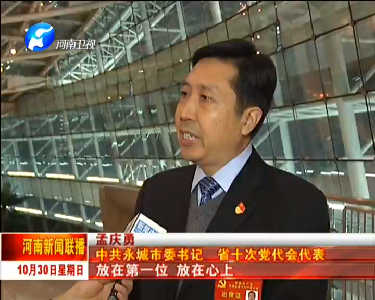 河南卫视
孟庆勇
河南新闻联播
中共永城市委书记 省十次党代会代表
10月30日星期日
放在第一位 放在心上